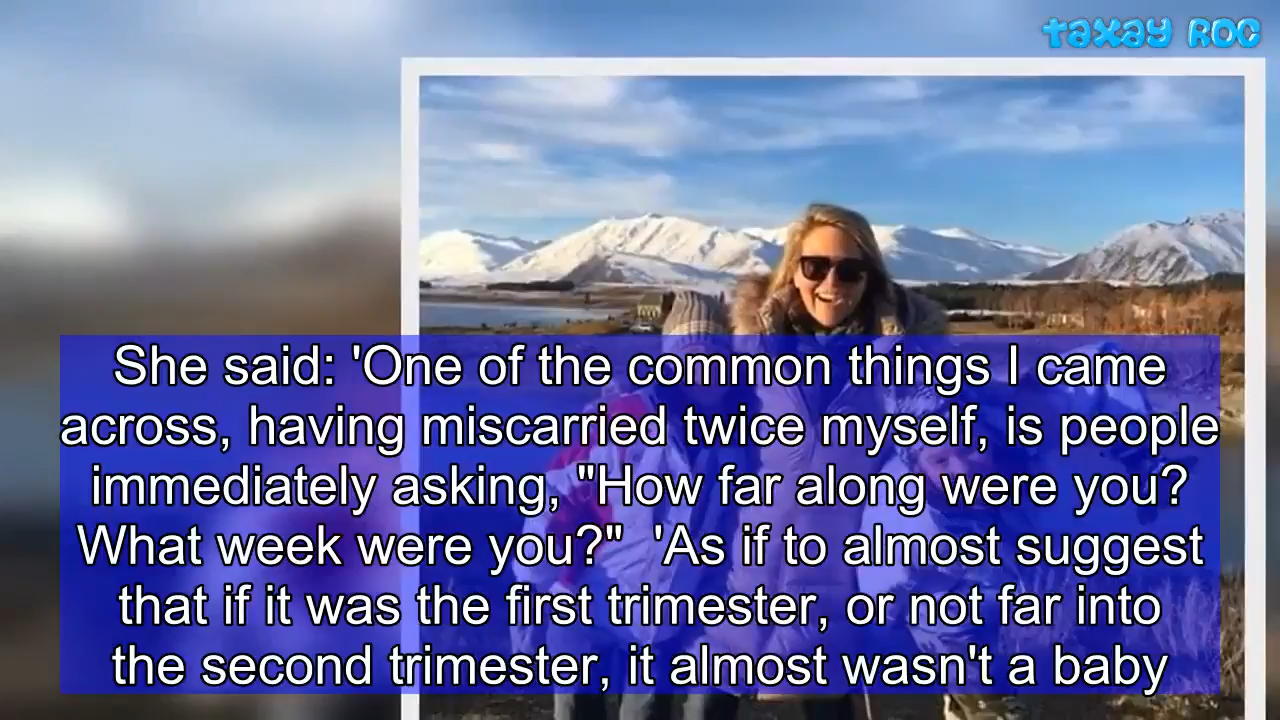 taxay ROC
She said: 'One of the common things I came
across, having miscarried twice myself, is people
immediately asking, "How far along were you?
What week were you?"  'As if to almost suggest
that if it was the first trimester, or not far into
the second trimester, it almost wasn't a baby